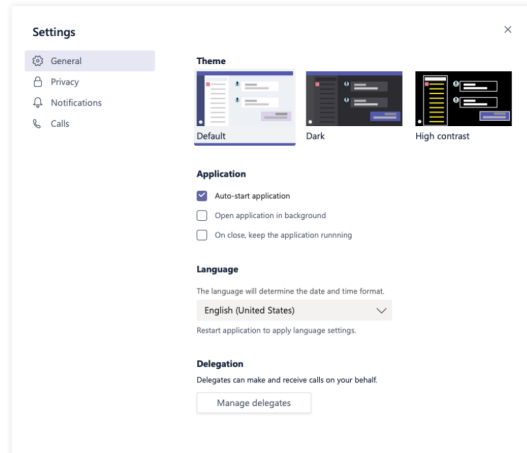 Settings
General
Privacy
Notifications
Calls
Theme
Default
Dark
High contrast
Application
Auto-start application
Open application in background
On close, keep the application runnning
Language
The language will determine the date and time format.
English (United States)
Restart application to apply language settings.
Delegation
Delegates can make and receive calls on your behalf.
Manage delegates